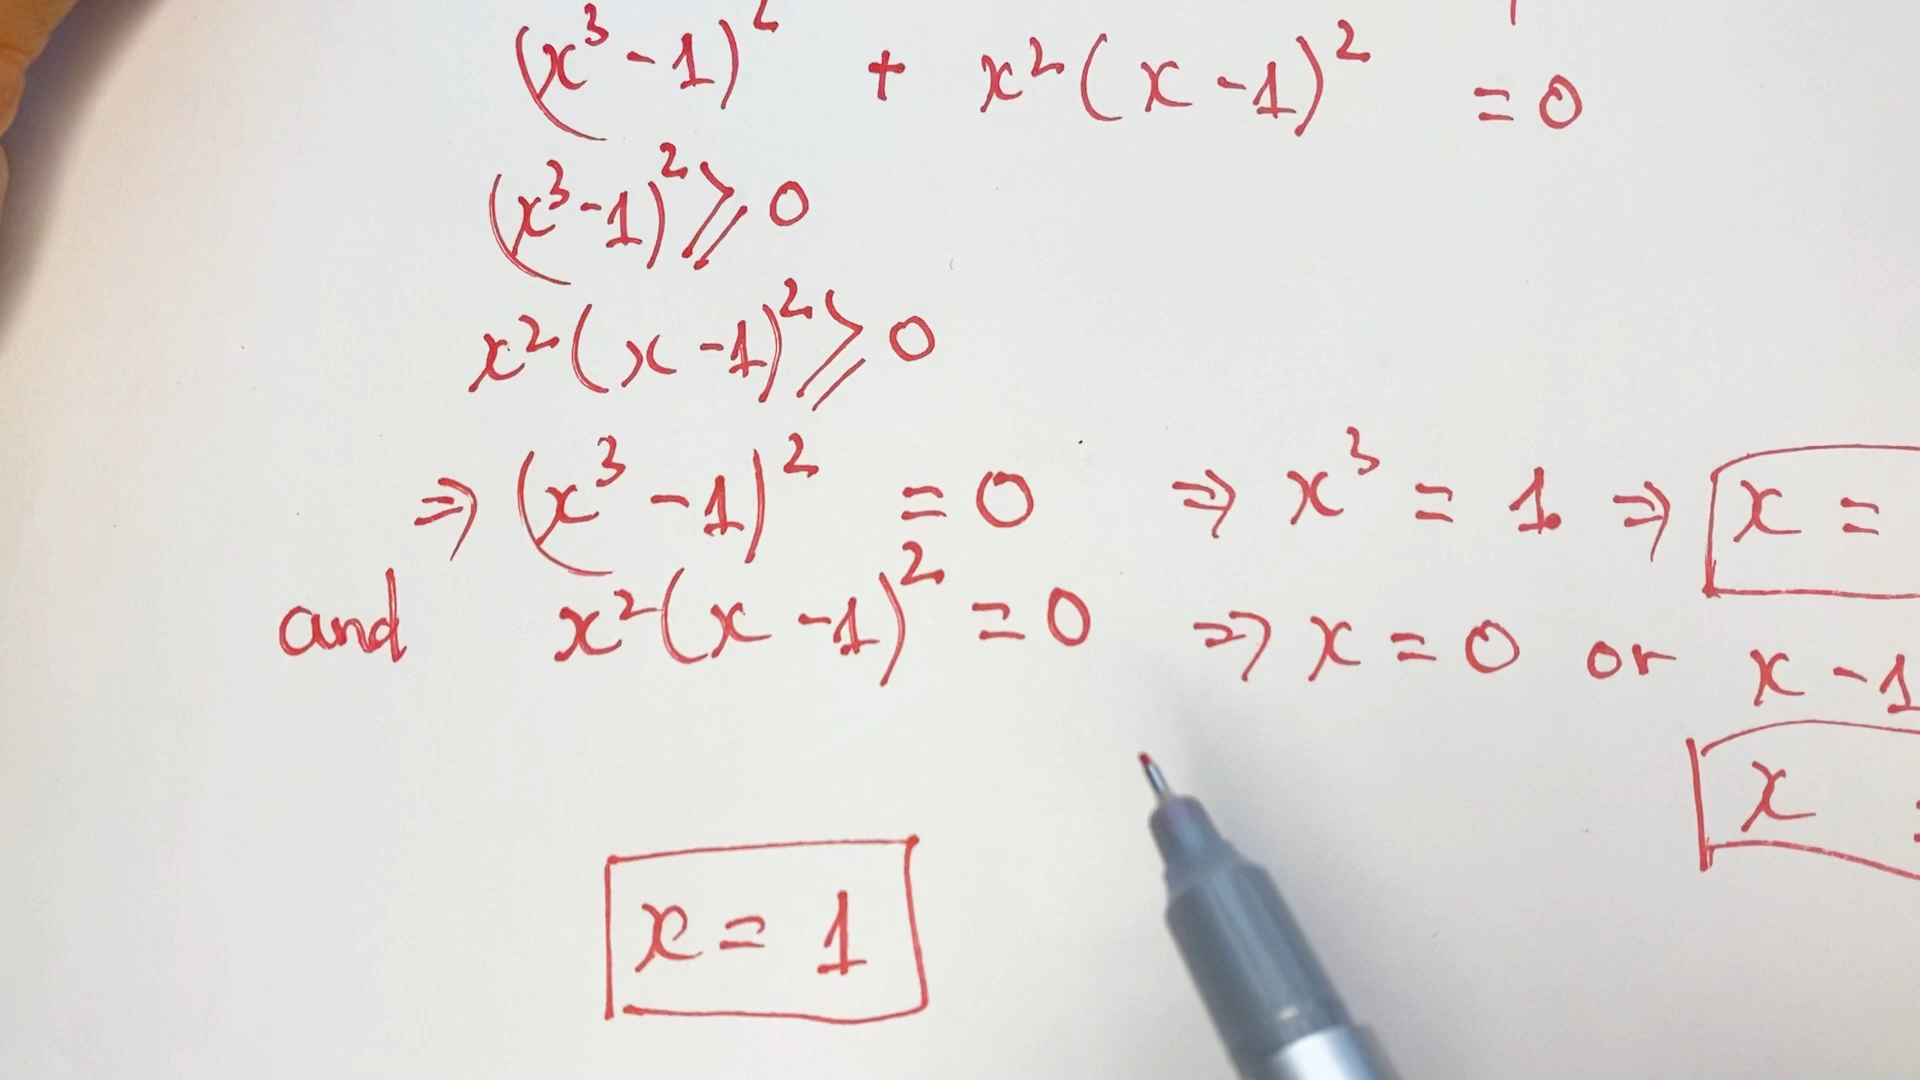 (x³-1)² + x²(x-1)² = 0
(x³-1)² ⩾ 0
x²(x-1)² ⩾ 0
⇒ (x³-1)² = 0 ⇒ x³ = 1 ⇒ x =
and x²(x-1)² = 0 ⇒ x = 0 or x-1
x
x = 1